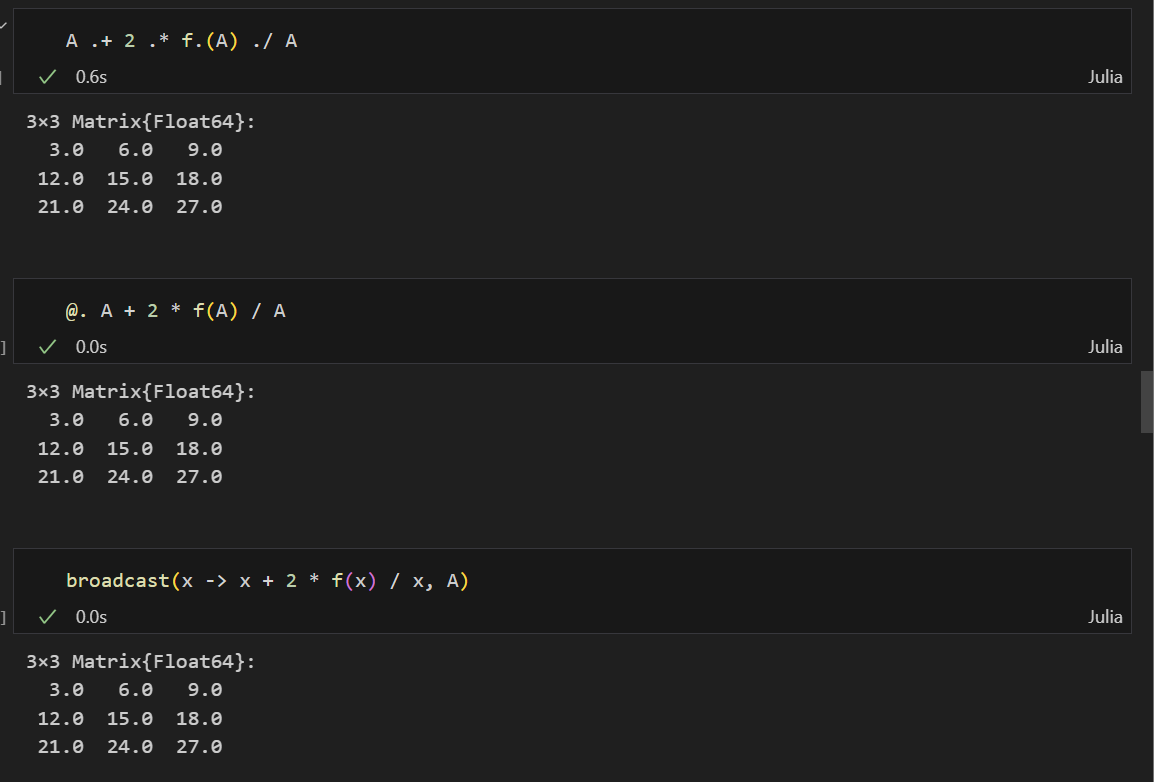 A .+ 2 .* f.(A) ./ A
0.6s
Julia
3×3 Matrix{Float64}:
3.0 6.0 9.0
12.0 15.0 18.0
21.0 24.0 27.0
@. A + 2 * f(A) / A
]
0.0s
Julia
3×3 Matrix{Float64}:
3.0 6.0 9.0
12.0 15.0 18.0
21.0 24.0 27.0
broadcast(x -> x + 2 * f(x) / x, A)
]
0.0s
Julia
3×3 Matrix{Float64}:
3.0 6.0 9.0
12.0 15.0 18.0
21.0 24.0 27.0